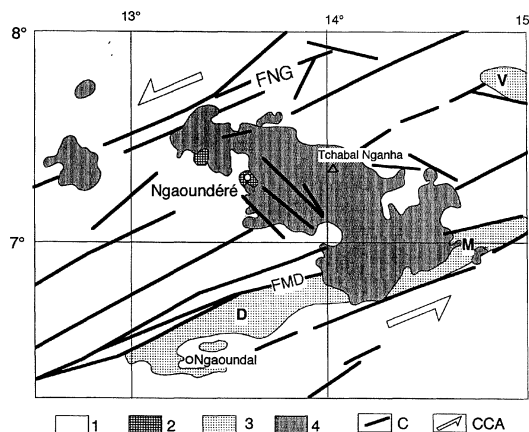 13° 14° 15
8°
FNG
V
Tchabal Nganha
Ngaoundéré
7°
M
FMD
D
Ngaoundal
1 2 3 4 C CCA